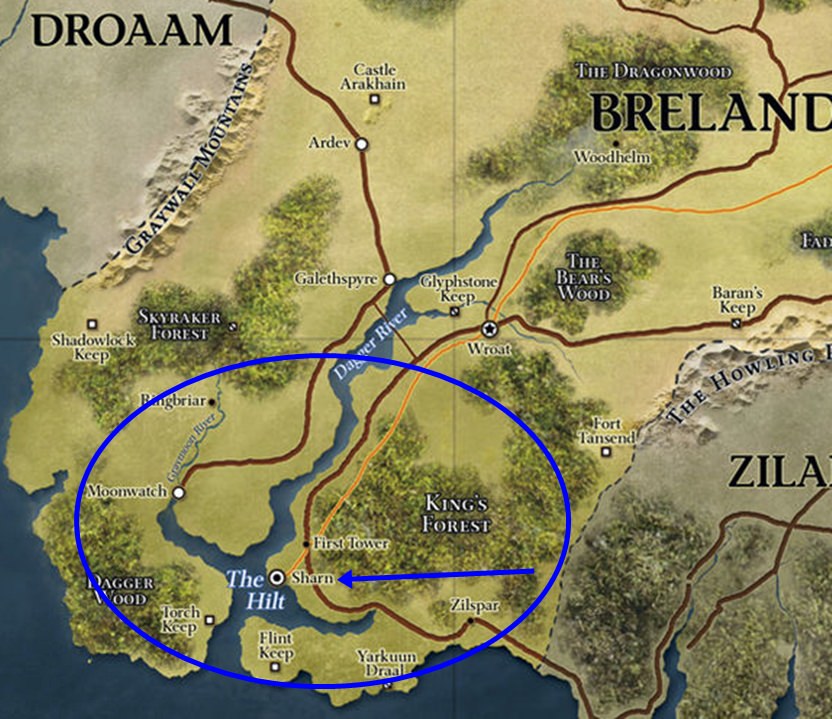 DROAAM
Castle
Arakhain
THE DRAGONWOOD
BRELAND
Ardev
Woodhelm
GRAYWALL MOUNTAINS
Galethspyre
Glyphstone
Keep
THE
BEAR'S
WOOD
FAD
Baran's
Keep
SKYRAKER
FOREST
Shadowlock
Keep
Dagger River
Wroat
THE HOWLING
Ringbriar
Graymoon River
Fort
Tansend
ZILA
Moonwatch
KING'S
FOREST
First Tower
The
Hilt
Sharn
DAGGER
WOOD
Torch
Keep
Zilspar
Flint
Keep
Yarkuun
Draal